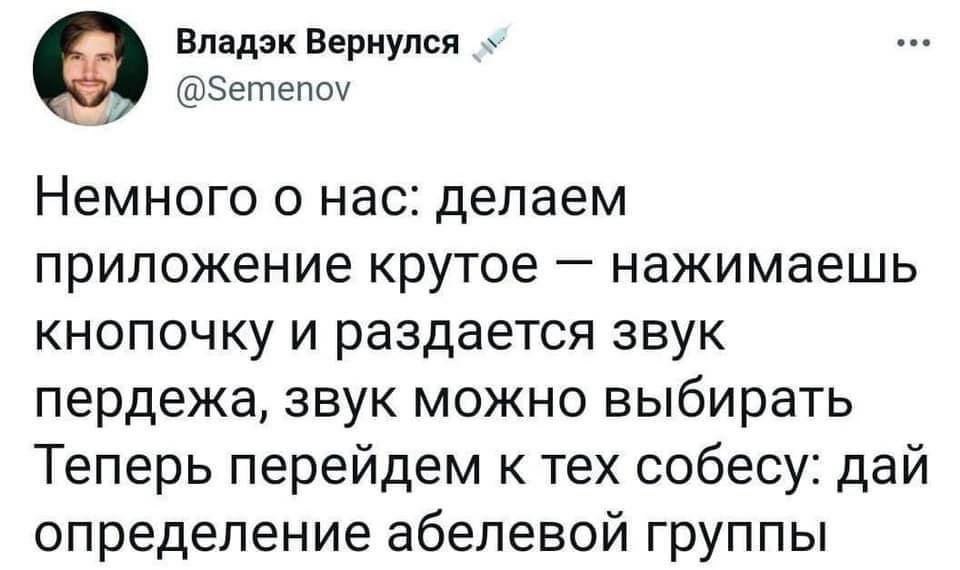 Владэк Вернулся
@Semenov
Немного о нас: делаем
приложение крутое — нажимаешь
кнопочку и раздается звук
пердежа, звук можно выбирать
Теперь перейдем к тех собесу: дай
определение абелевой группы